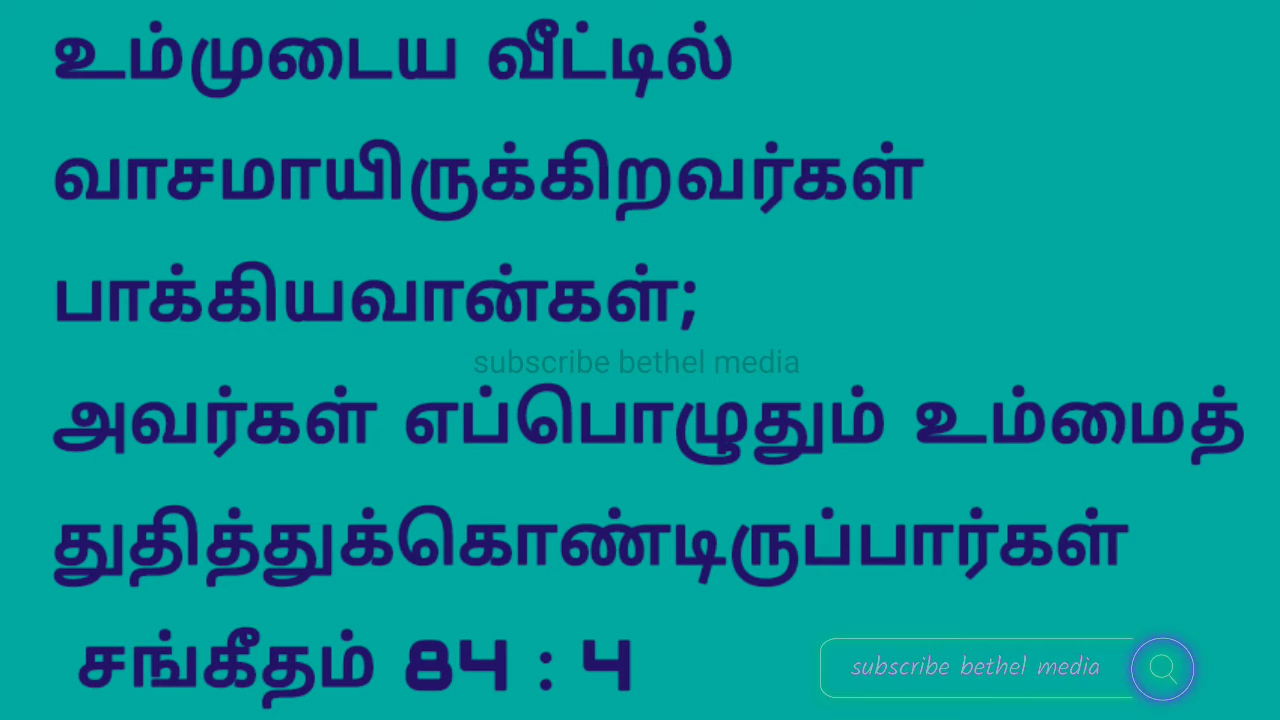 உம்முடைய வீட்டில்
வாசமாயிருக்கிறவர்கள்
பாக்கியவான்கள்;
subscribe bethel media
அவர்கள் எப்பொழுதும் உம்மைத்
துதித்துக்கொண்டிருப்பார்கள்
சங்கீதம் 84 : 4
subscribe bethel media